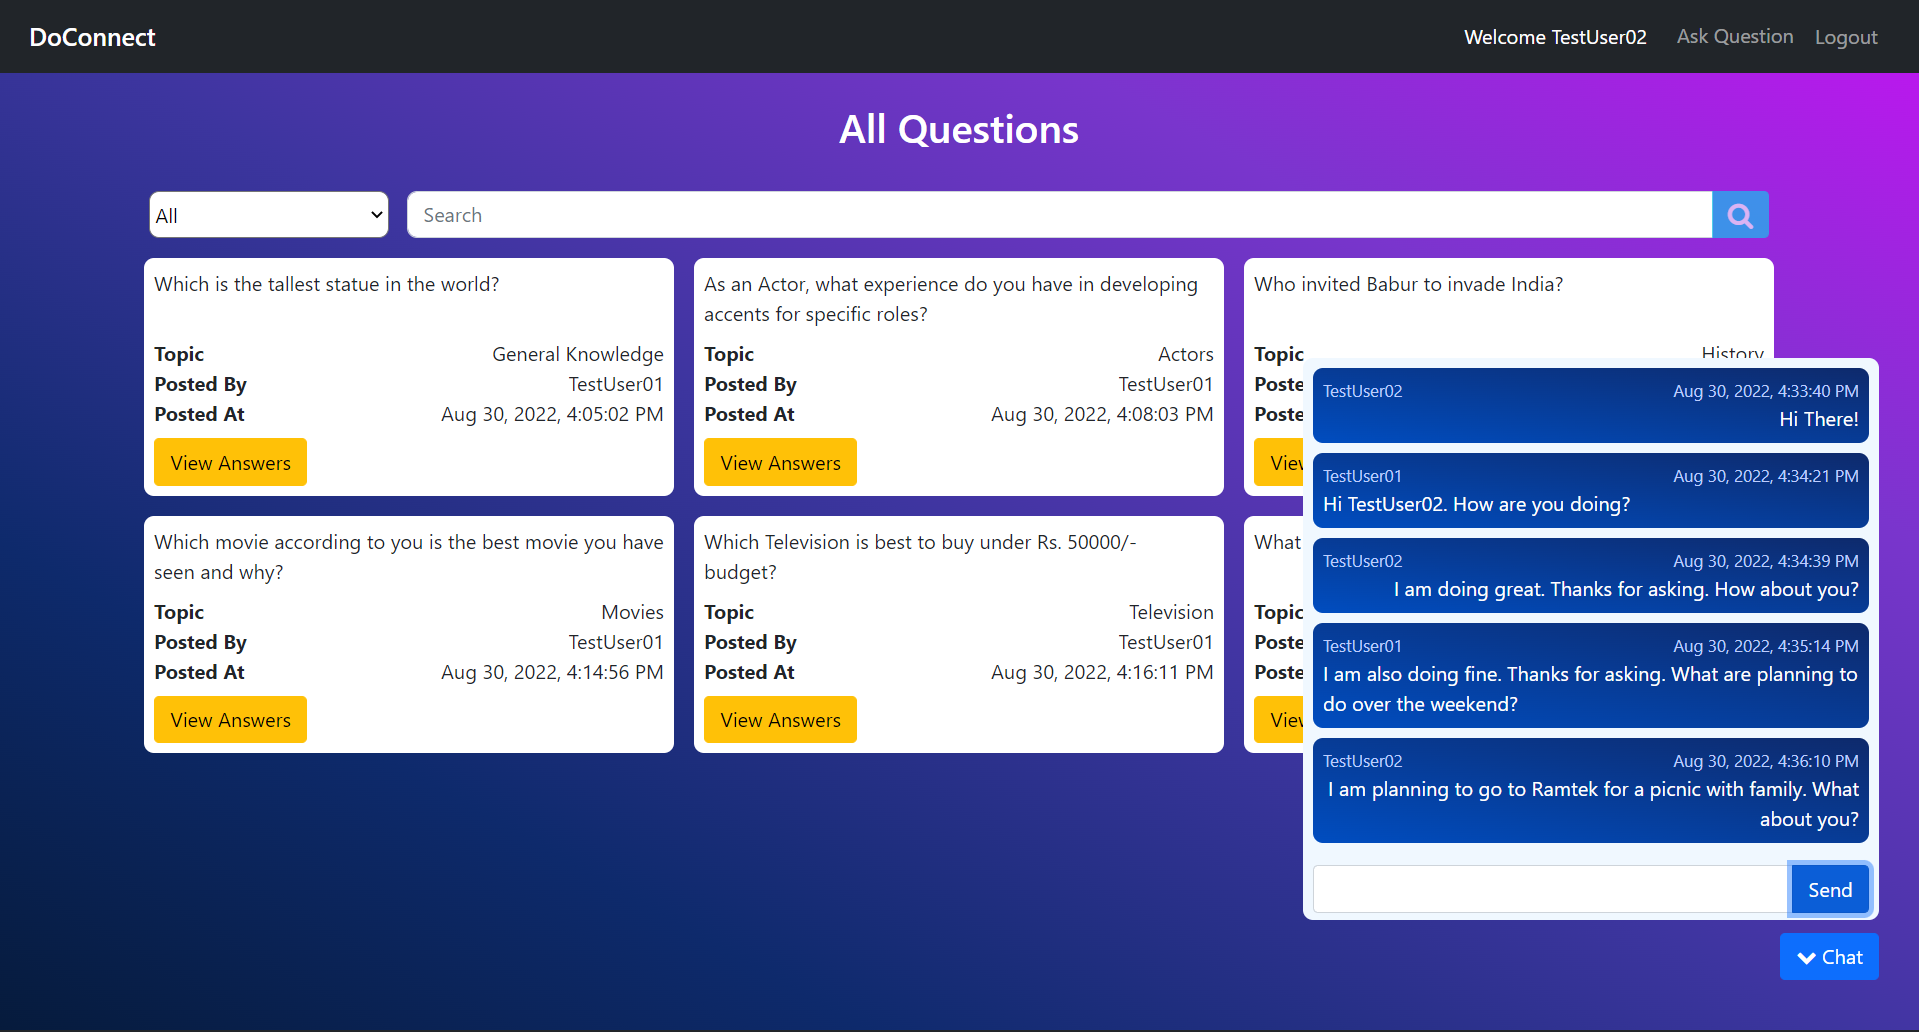 DoConnect
Welcome TestUser02
Ask Question
Logout
All Questions
All
Search
Which is the tallest statue in the world?
Topic General Knowledge
Posted By TestUser01
Posted At Aug 30, 2022, 4:05:02 PM
View Answers
As an Actor, what experience do you have in developing
accents for specific roles?
Topic Actors
Posted By TestUser01
Posted At Aug 30, 2022, 4:08:03 PM
View Answers
Who invited Babur to invade India?
Topic History
Which movie according to you is the best movie you have
seen and why?
Topic Movies
Posted By TestUser01
Posted At Aug 30, 2022, 4:14:56 PM
View Answers
Which Television is best to buy under Rs. 50000/-
budget?
Topic Television
Posted By TestUser01
Posted At Aug 30, 2022, 4:16:11 PM
View Answers
What
Topic
TestUser02 Aug 30, 2022, 4:33:40 PM
Hi There!
TestUser01 Aug 30, 2022, 4:34:21 PM
Hi TestUser02. How are you doing?
TestUser02 Aug 30, 2022, 4:34:39 PM
I am doing great. Thanks for asking. How about you?
TestUser01 Aug 30, 2022, 4:35:14 PM
I am also doing fine. Thanks for asking. What are planning to
do over the weekend?
TestUser02 Aug 30, 2022, 4:36:10 PM
I am planning to go to Ramtek for a picnic with family. What
about you?
Send
Chat